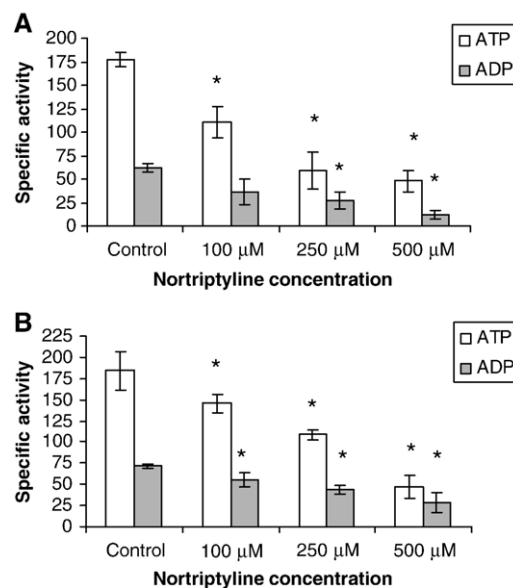 A
200
175
150
125
100
75
50
25
0
Specific activity
ATP
ADP
*
*
*
*
*
Control 100 μM 250 μM 500 μM
Nortriptyline concentration
B
225
200
175
150
125
100
75
50
25
0
Specific activity
ATP
ADP
*
*
*
*
*
*
Control 100 μM 250 μM 500 μM
Nortriptyline concentration